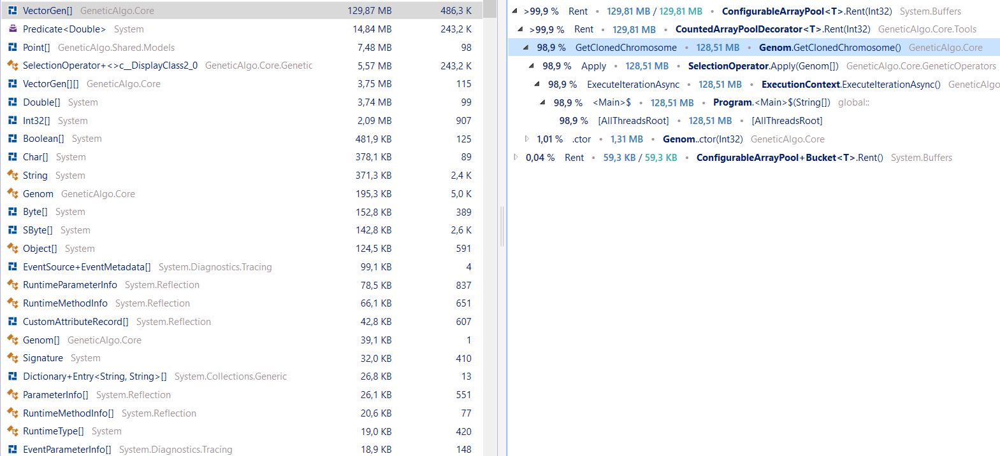 VectorGen[] GeneticAlgo.Core 129,87 MB 486,3 K
Predicate<Double> System 14,84 MB 243,2 K
Point[] GeneticAlgo.Shared.Models 7,48 MB 98
SelectionOperator+<>c__DisplayClass2_0 GeneticAlgo.Core.Genetic 5,57 MB 243,2 K
VectorGen[][] GeneticAlgo.Core 3,75 MB 115
Double[] System 3,74 MB 99
Int32[] System 2,09 MB 907
Boolean[] System 481,9 KB 125
Char[] System 378,1 KB 89
String System 371,3 KB 2,4 K
Genom GeneticAlgo.Core 195,3 KB 5,0 K
Byte[] System 152,8 KB 389
SByte[] System 142,8 KB 2,6 K
Object[] System 124,5 KB 591
EventSource+EventMetadata[] System.Diagnostics.Tracing 99,1 KB 4
RuntimeParameterInfo System.Reflection 78,5 KB 837
RuntimeMethodInfo System.Reflection 66,1 KB 651
CustomAttributeRecord[] System.Reflection 42,8 KB 607
Genom[] GeneticAlgo.Core 39,1 KB 1
Signature System 32,0 KB 410
Dictionary+Entry<String, String>[] System.Collections.Generic 26,8 KB 13
ParameterInfo[] System.Reflection 26,1 KB 551
RuntimeMethodInfo[] System.Reflection 20,6 KB 77
RuntimeType[] System 19,0 KB 420
EventParameterInfo[] System.Diagnostics.Tracing 18,9 KB 148
>99,9 % Rent • 129,81 MB / 129,81 MB • ConfigurableArrayPool<T>.Rent(Int32) System.Buffers
>99,9 % Rent • 129,81 MB • CountedArrayPoolDecorator<T>.Rent(Int32) GeneticAlgo.Core.Tools
98,9 % GetClonedChromosome • 128,51 MB • Genom.GetClonedChromosome() GeneticAlgo.Core
98,9 % Apply • 128,51 MB • SelectionOperator.Apply(Genom[]) GeneticAlgo.Core.GeneticOperators
98,9 % ExecuteIterationAsync • 128,51 MB • ExecutionContext.ExecuteIterationAsync() GeneticAlgo
98,9 % <Main>$ • 128,51 MB • Program.<Main>$(String[]) global::
98,9 % [AllThreadsRoot] • 128,51 MB • [AllThreadsRoot]
1,01 % .ctor • 1,31 MB • Genom..ctor(Int32) GeneticAlgo.Core
0,04 % Rent • 59,3 KB / 59,3 KB • ConfigurableArrayPool+Bucket<T>.Rent() System.Buffers